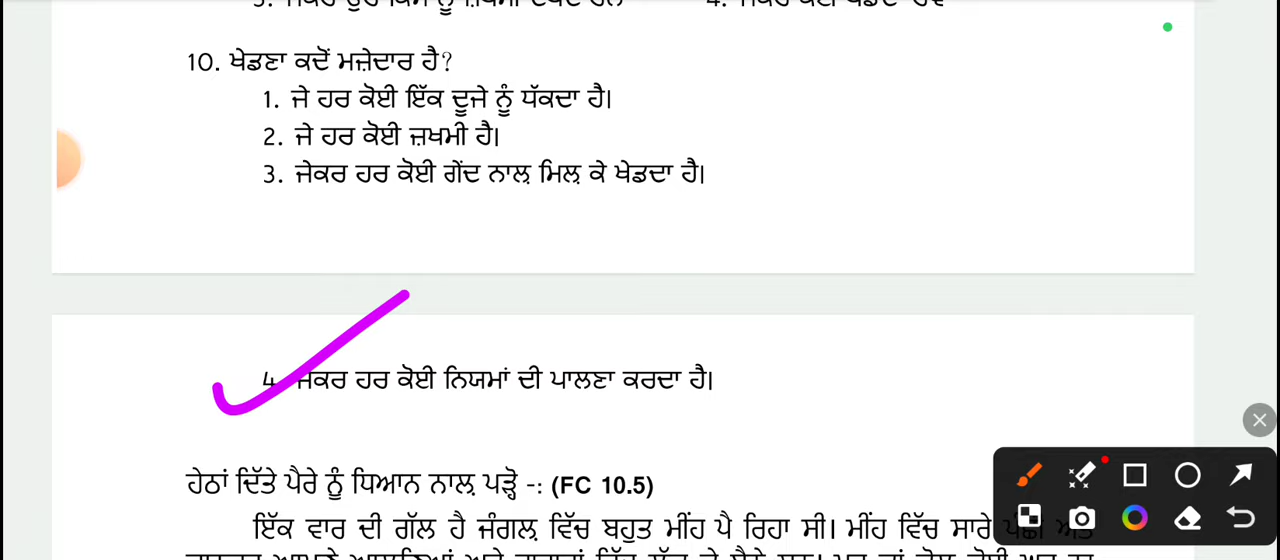 10. ਖੇਡਣਾ ਕਦੋਂ ਮਜ਼ੇਦਾਰ ਹੈ?
1. ਜੇ ਹਰ ਕੋਈ ਇੱਕ ਦੂਜੇ ਨੂੰ ਧੱਕਦਾ ਹੈ।
2. ਜੇ ਹਰ ਕੋਈ ਜ਼ਖਮੀ ਹੈ।
3. ਜੇਕਰ ਹਰ ਕੋਈ ਗੇਂਦ ਨਾਲ਼ ਮਿਲ਼ ਕੇ ਖੇਡਦਾ ਹੈ।
4. ਜੇਕਰ ਹਰ ਕੋਈ ਨਿਯਮਾਂ ਦੀ ਪਾਲਣਾ ਕਰਦਾ ਹੈ।
ਹੇਠਾਂ ਦਿੱਤੇ ਪੈਰੇ ਨੂੰ ਧਿਆਨ ਨਾਲ਼ ਪੜ੍ਹੋ -: (FC 10.5)
ਇੱਕ ਵਾਰ ਦੀ ਗੱਲ ਹੈ ਜੰਗਲ਼ ਵਿੱਚ ਬਹੁਤ ਮੀਂਹ ਪੈ ਰਿਹਾ ਸੀ। ਮੀਂਹ ਵਿੱਚ ਸਾਰੇ